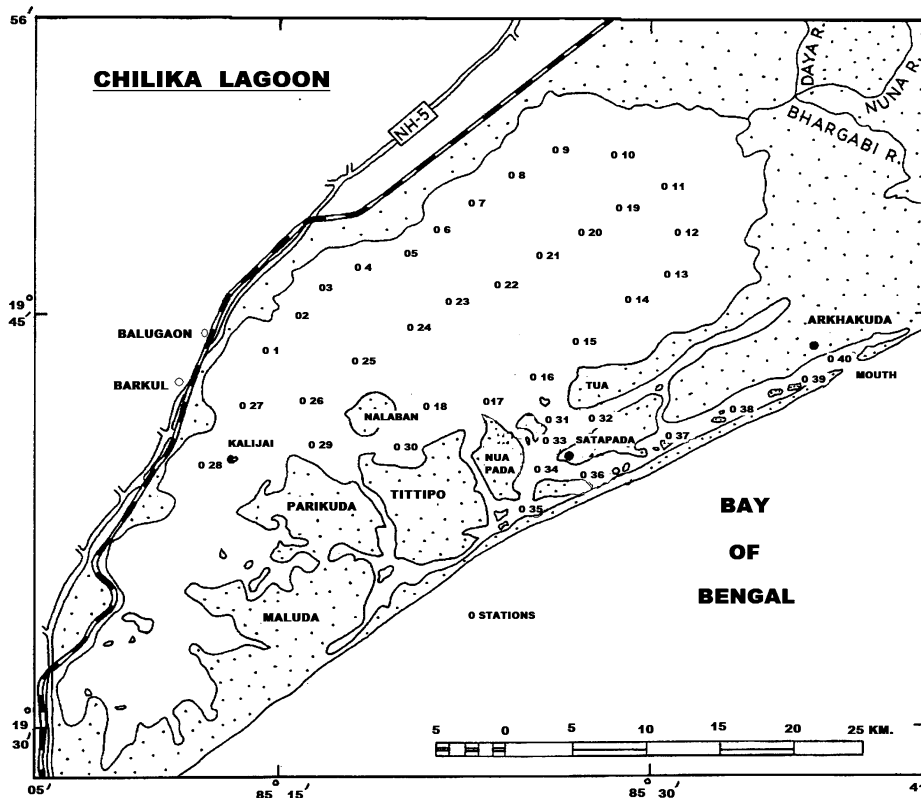 56'
CHILIKA LAGOON
NH-5
DAYA R.
NUNA R.
BHARGABI R.
0 9
0 10
0 8
0 11
0 7
0 19
0 6
0 20
0 12
05
0 21
0 4
0 13
0 22
03
0 23
0 14
19°
45'
02
0 24
ARKHAKUDA
BALUGAON
0 15
0 1
0 25
0 40
MOUTH
BARKUL
0 16
TUA
0 39
0 27
0 26
NALABAN
0 18
017
0 38
0 31
0 32
KALIJAI
0 29
0 30
0 33
SATAPADA
0 37
NUA
PADA
0 28
0 34
0 36
TITTIPO
PARIKUDA
0 35
BAY
OF
BENGAL
MALUDA
0 STATIONS
19°
30'
5 0 5 10 15 20 25 KM.
05'
85° 15'
85° 30'